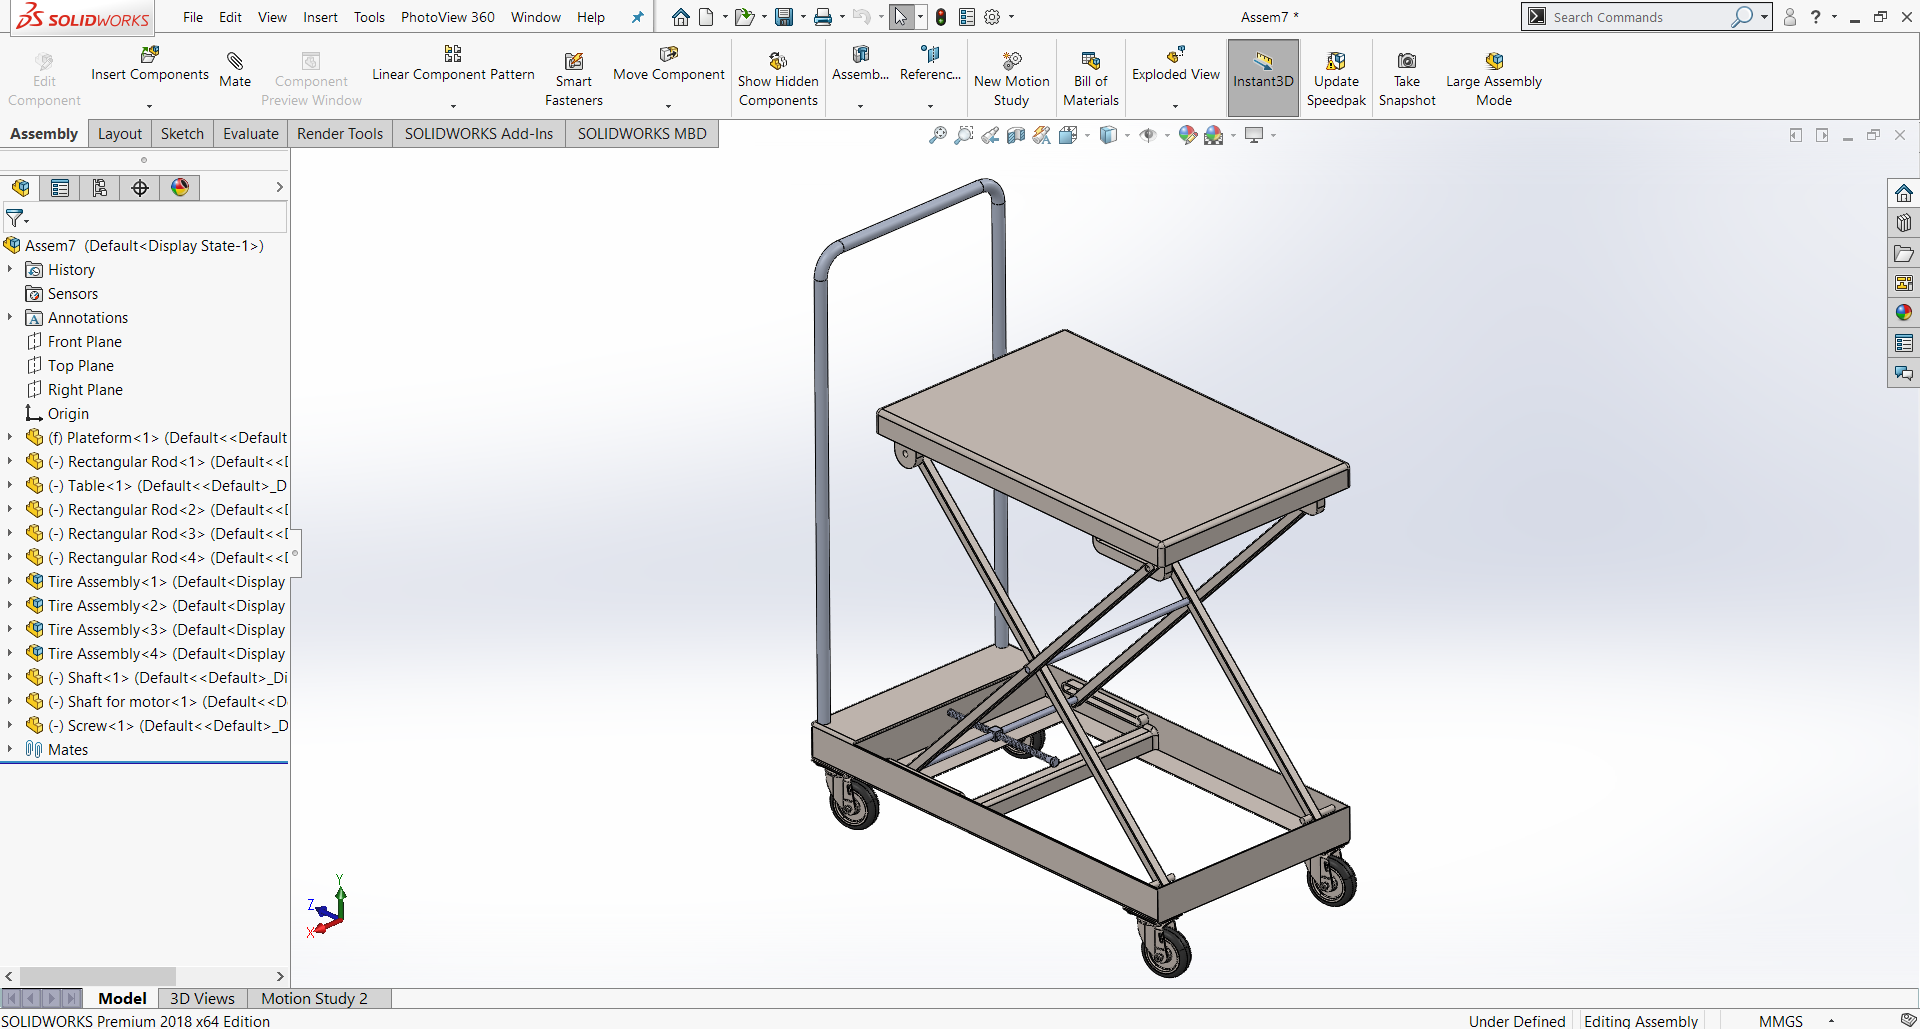 SOLIDWORKS
File Edit View Insert Tools PhotoView 360 Window Help
Assem7 *
Search Commands
?
Edit Component
Insert Components
Mate
Component Preview Window
Linear Component Pattern
Smart Fasteners
Move Component
Show Hidden Components
Assemb...
Referenc...
New Motion Study
Bill of Materials
Exploded View
Instant3D
Update Speedpak
Take Snapshot
Large Assembly Mode
Assembly Layout Sketch Evaluate Render Tools SOLIDWORKS Add-Ins SOLIDWORKS MBD
Assem7 (Default<Display State-1>)
History
Sensors
A Annotations
Front Plane
Top Plane
Right Plane
Origin
(f) Plateform<1> (Default<<Default
(-) Rectangular Rod<1> (Default<<D
(-) Table<1> (Default<<Default>_D
(-) Rectangular Rod<2> (Default<<D
(-) Rectangular Rod<3> (Default<<D
(-) Rectangular Rod<4> (Default<<D
Tire Assembly<1> (Default<Display
Tire Assembly<2> (Default<Display
Tire Assembly<3> (Default<Display
Tire Assembly<4> (Default<Display
(-) Shaft<1> (Default<<Default>_Di
(-) Shaft for motor<1> (Default<<D
(-) Screw<1> (Default<<Default>_D
Mates
Y
Z
X
Model 3D Views Motion Study 2
SOLIDWORKS Premium 2018 x64 Edition
Under Defined Editing Assembly MMGS